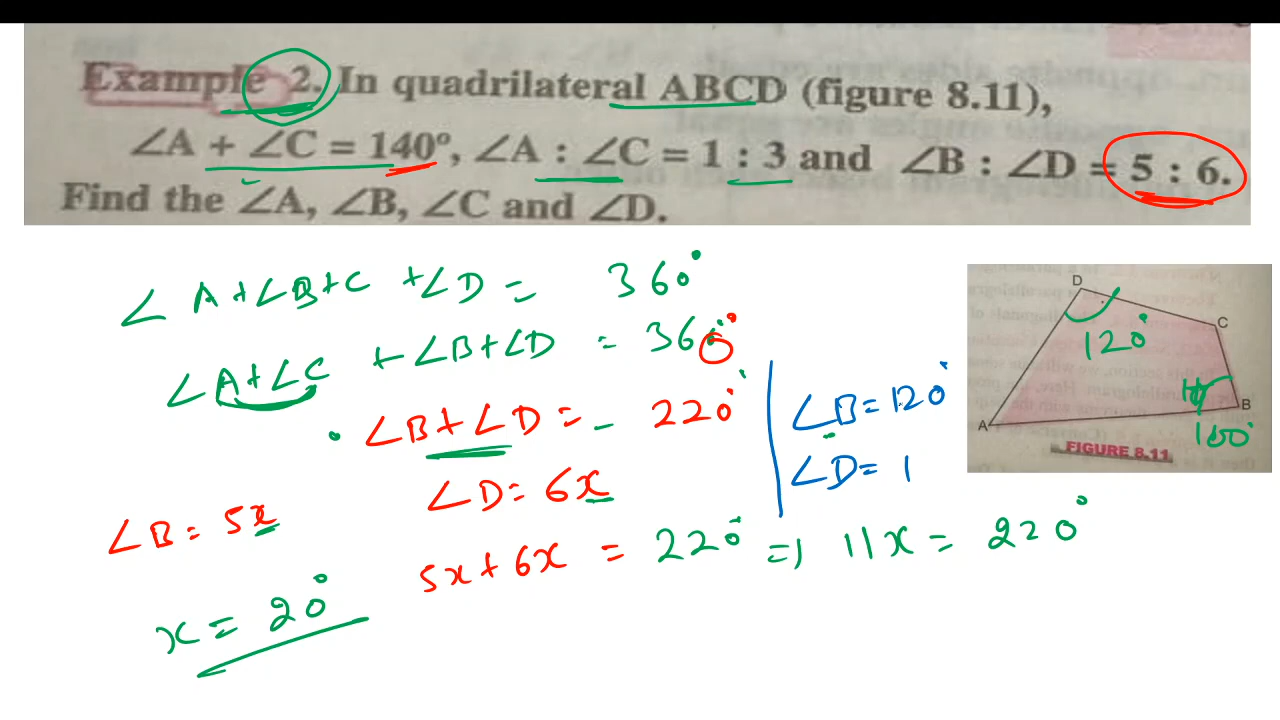 Example 2. In quadrilateral ABCD (figure 8.11),
∠A + ∠C = 140°, ∠A : ∠C = 1 : 3 and ∠B : ∠D = 5 : 6.
Find the ∠A, ∠B, ∠C and ∠D.
∠A+∠B+C +∠D = 360°
∠A+∠C +∠B+∠D = 360°
∠B+∠D = 220°
∠D = 6x
∠B = 5x
5x + 6x = 220° ⇒ 11x = 220°
x = 20°
∠B = 120°
∠D = 1
D
C
120°
B
A
100°
FIGURE 8.11